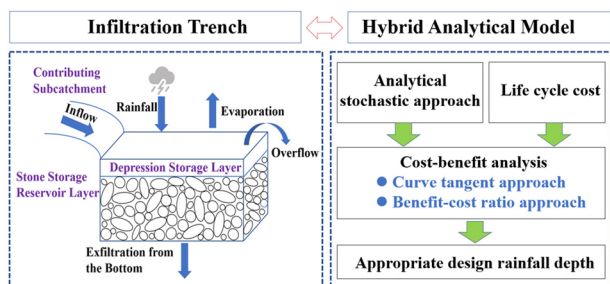 Infiltration Trench
Hybrid Analytical Model
Contributing
Subcatchment
Inflow
Rainfall
Evaporation
Overflow
Depression Storage Layer
Stone Storage
Reservoir Layer
Exfiltration from
the Bottom
Analytical
stochastic approach
Life cycle cost
Cost-benefit analysis
Curve tangent approach
Benefit-cost ratio approach
Appropriate design rainfall depth